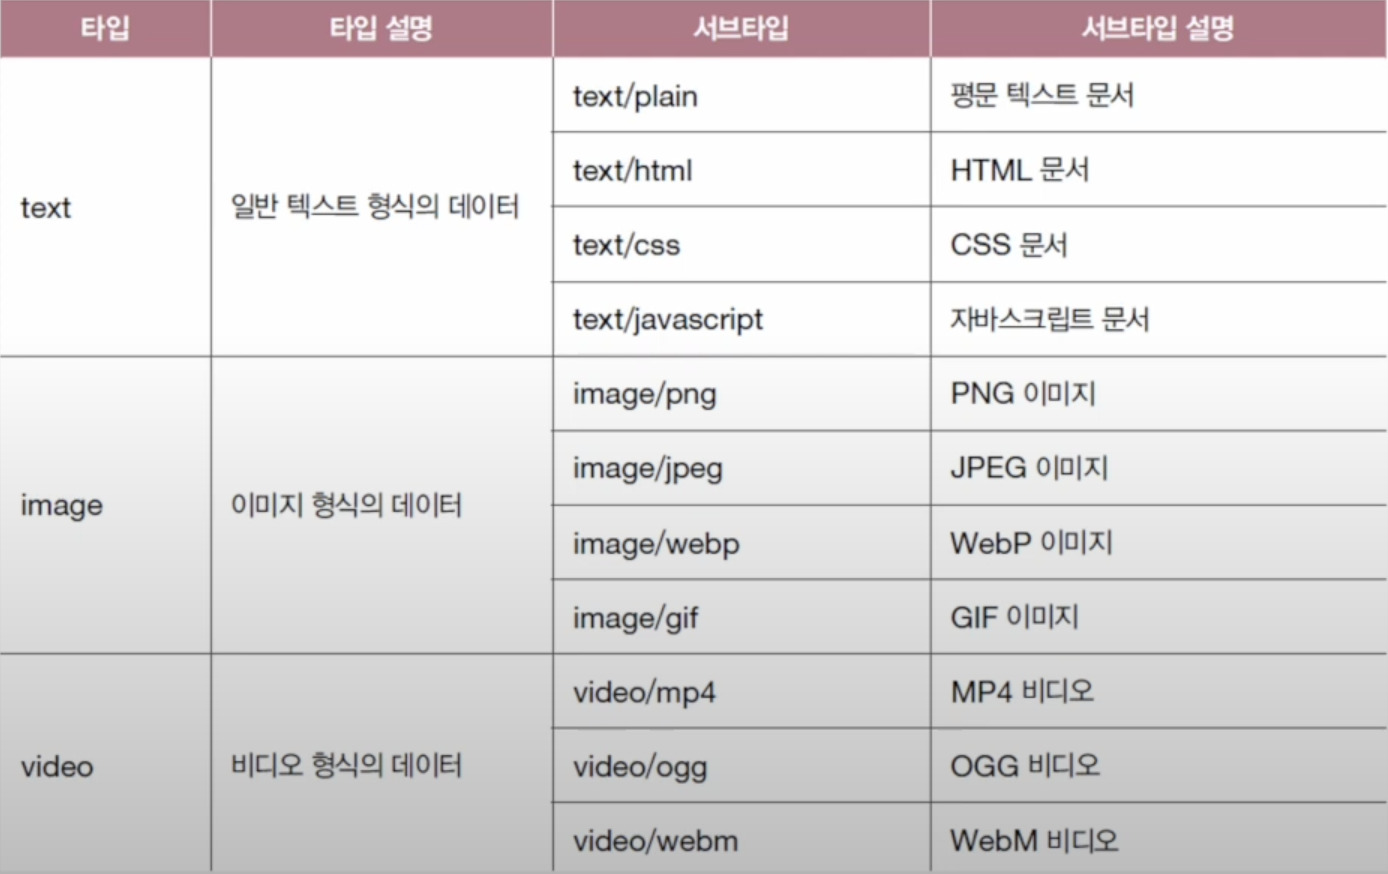 타입 타입 설명 서브타입 서브타입 설명
text 일반 텍스트 형식의 데이터 text/plain 평문 텍스트 문서
text/html HTML 문서
text/css CSS 문서
text/javascript 자바스크립트 문서
image 이미지 형식의 데이터 image/png PNG 이미지
image/jpeg JPEG 이미지
image/webp WebP 이미지
image/gif GIF 이미지
video 비디오 형식의 데이터 video/mp4 MP4 비디오
video/ogg OGG 비디오
video/webm WebM 비디오